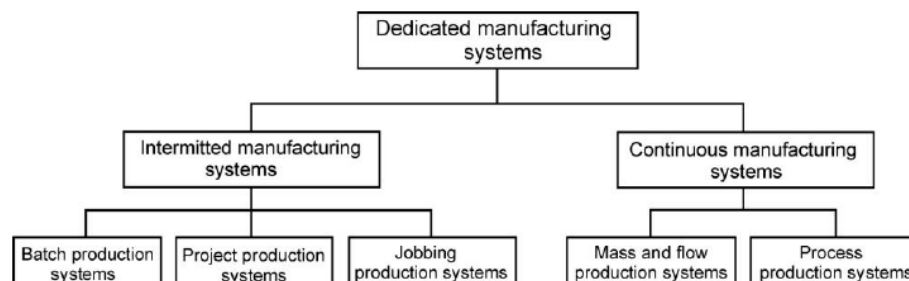 Dedicated manufacturing
systems
Intermitted manufacturing
systems
Continuous manufacturing
systems
Batch production
systems
Project production
systems
Jobbing
production systems
Mass and flow
production systems
Process
production systems